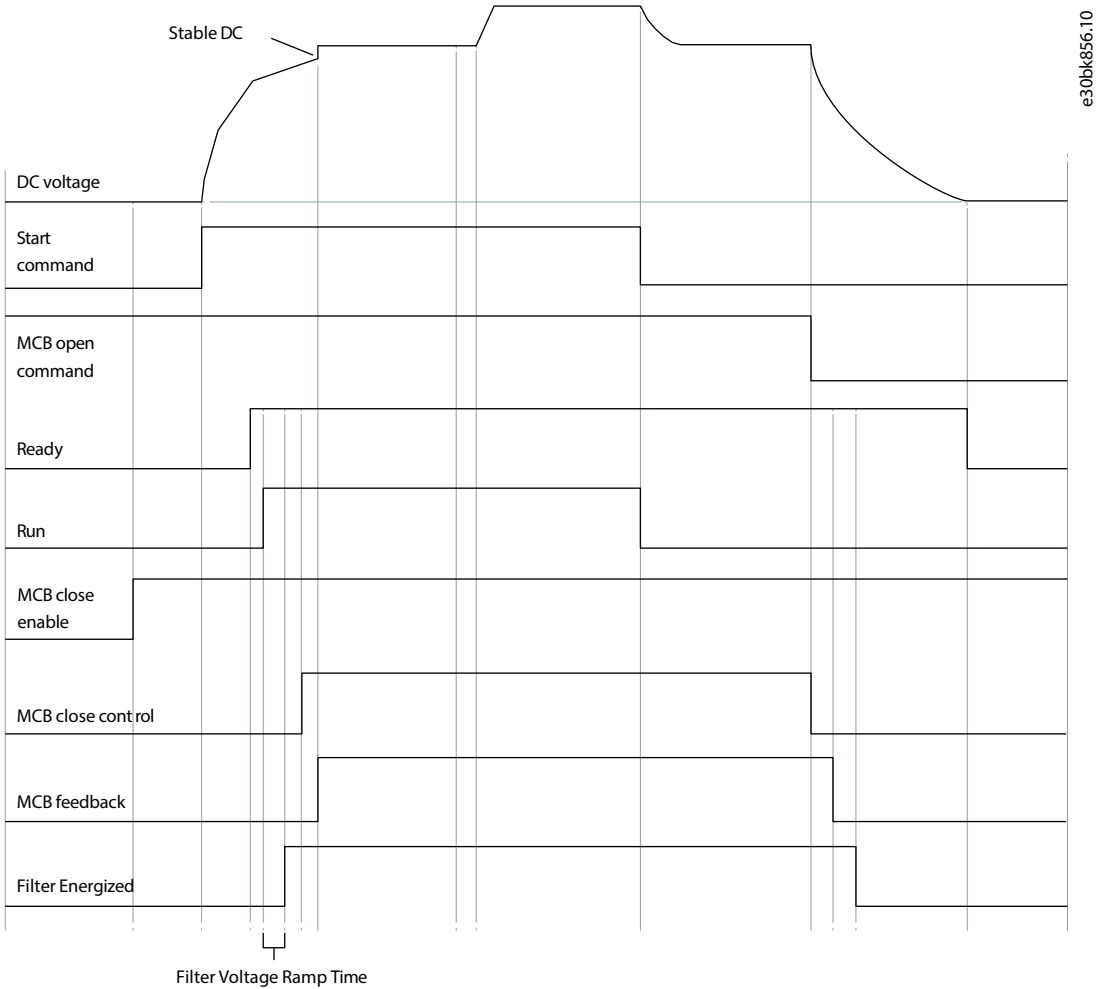 Stable DC
e30bk856.10
DC voltage
Start
command
MCB open
command
Ready
Run
MCB close
enable
MCB close control
MCB feedback
Filter Energized
Filter Voltage Ramp Time